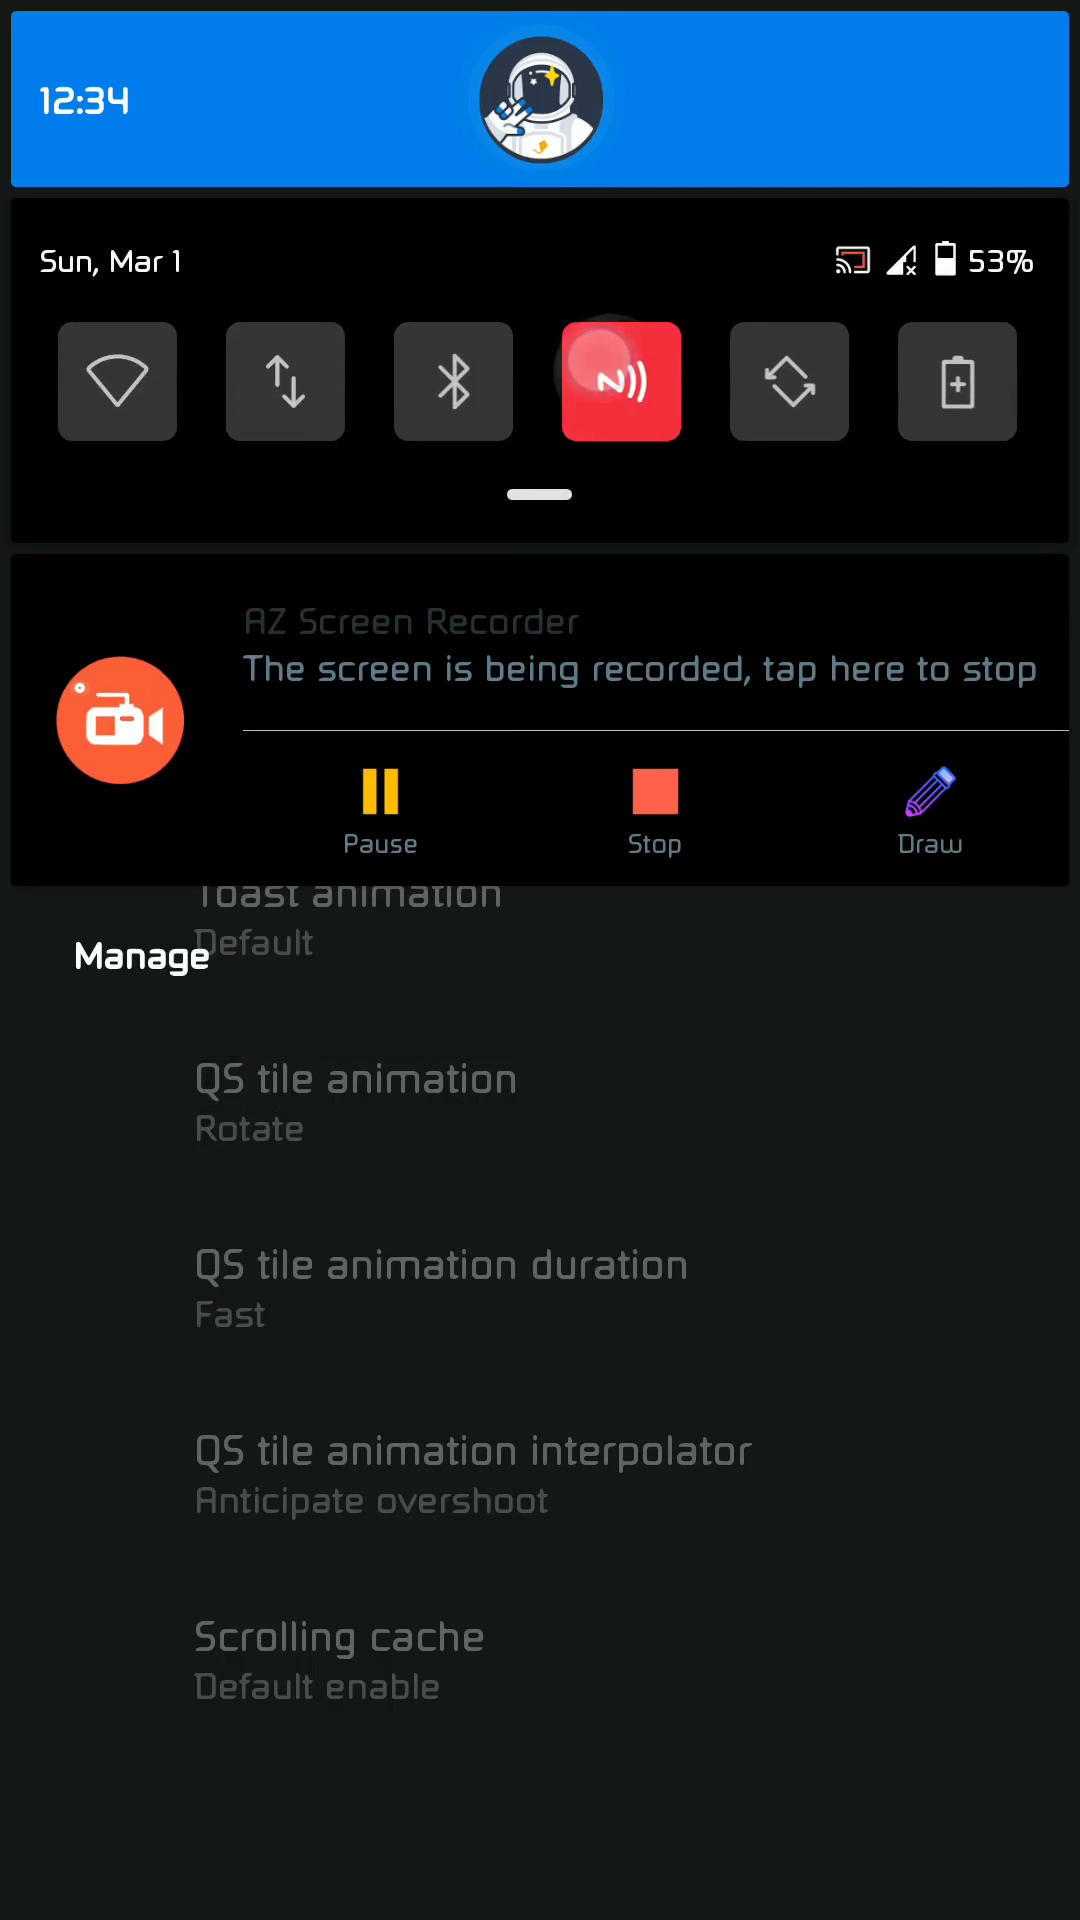 12:34
Sun, Mar 1
53%
AZ Screen Recorder
The screen is being recorded, tap here to stop
Pause
Stop
Draw
Toast animation
Default
Manage
QS tile animation
Rotate
QS tile animation duration
Fast
QS tile animation interpolator
Anticipate overshoot
Scrolling cache
Default enable